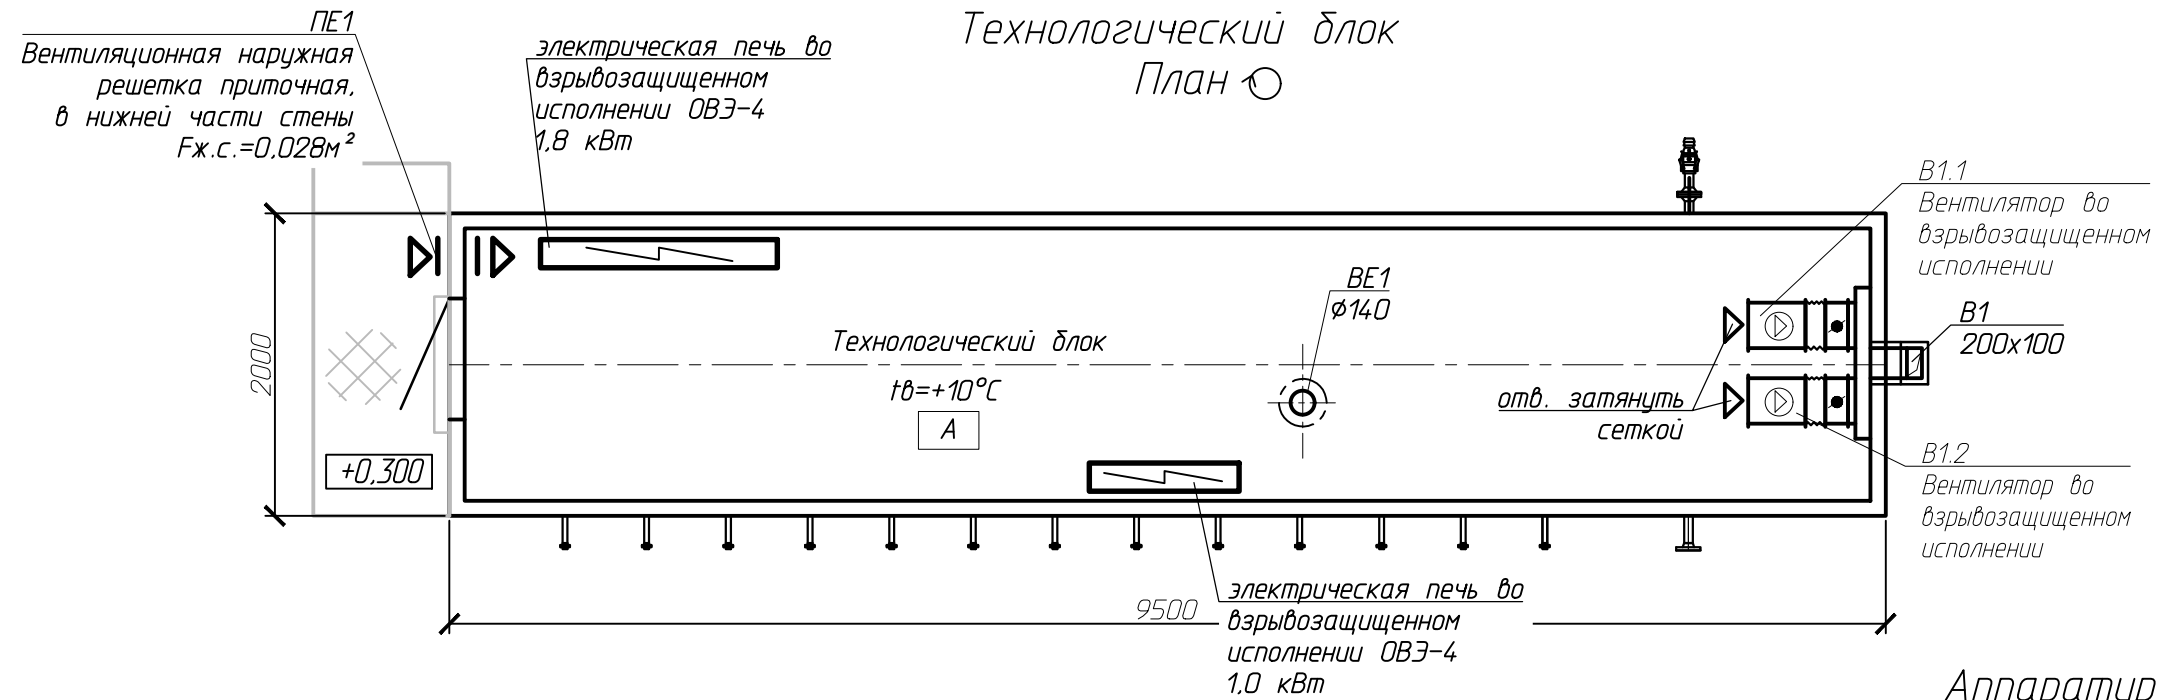 Технологический блок
План
ПЕ1
Вентиляционная наружная
решетка приточная,
в нижней части стены
Fж.с.=0,028м²
электрическая печь во
взрывозащищенном
исполнении ОВЭ-4
1,8 кВт
В1.1
Вентилятор во
взрывозащищенном
исполнении
ВЕ1
ф140
В1
200х100
2000
Технологический блок
tв=+10°С
А
отв. затянуть
сеткой
+0,300
В1.2
Вентилятор во
взрывозащищенном
исполнении
9500
электрическая печь во
взрывозащищенном
исполнении ОВЭ-4
1,0 кВт